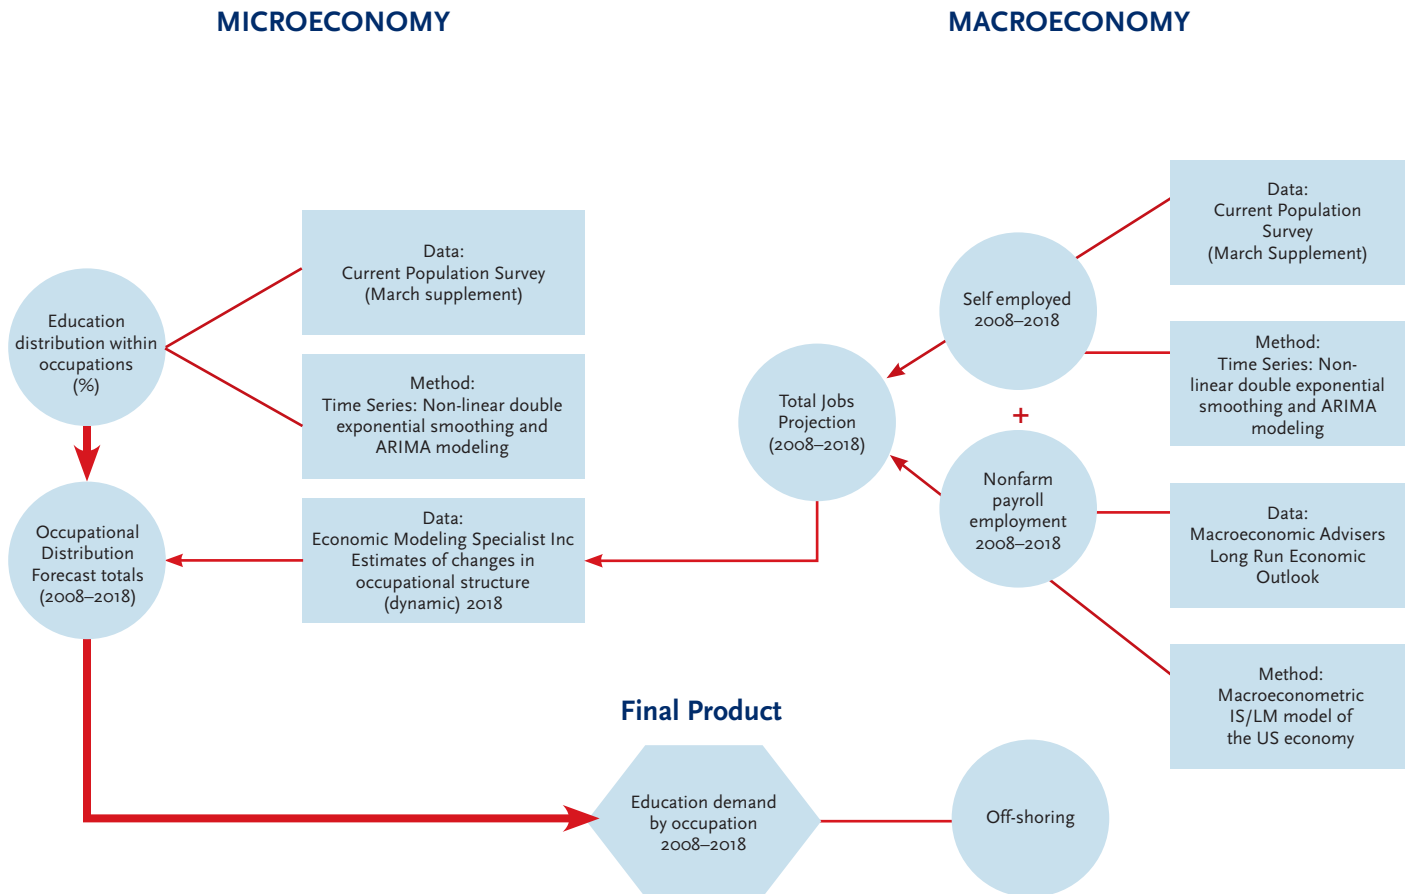 MICROECONOMY
MACROECONOMY
Education
distribution within
occupations
(%)
Data:
Current Population Survey
(March supplement)
Method:
Time Series: Non-linear double
exponential smoothing and
ARIMA modeling
Occupational
Distribution
Forecast totals
(2008–2018)
Data:
Economic Modeling Specialist Inc
Estimates of changes in
occupational structure
(dynamic) 2018
Total Jobs
Projection
(2008–2018)
Self employed
2008–2018
+
Nonfarm
payroll
employment
2008–2018
Data:
Current Population
Survey
(March Supplement)
Method:
Time Series: Non-
linear double exponential
smoothing and ARIMA
modeling
Data:
Macroeconomic Advisers
Long Run Economic
Outlook
Method:
Macroeconometric
IS/LM model of
the US economy
Final Product
Education demand
by occupation
2008–2018
Off-shoring